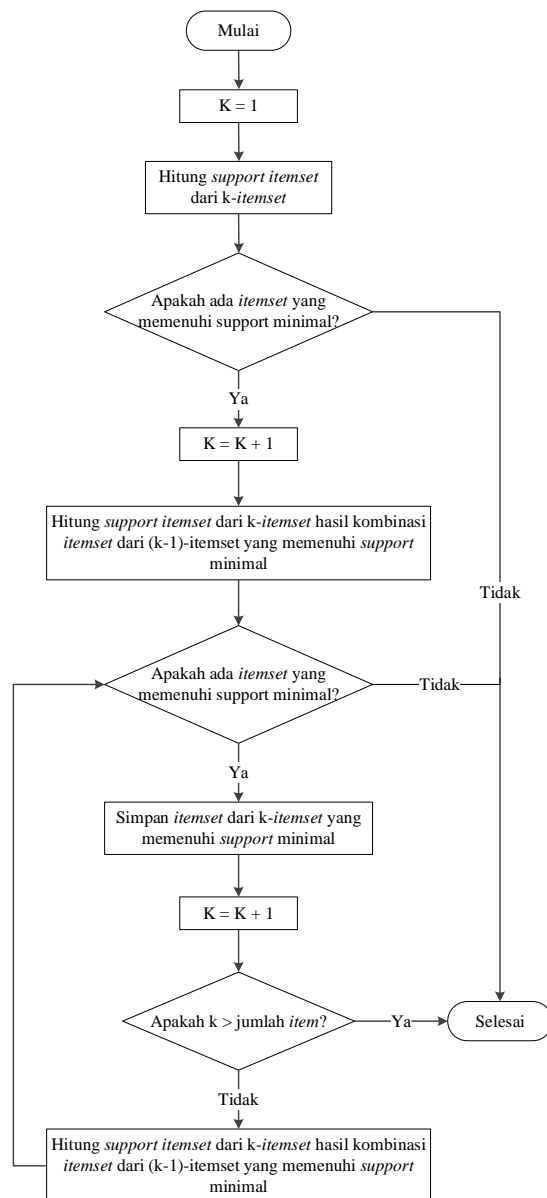 Mulai
K = 1
Hitung support itemset
dari k-itemset
Apakah ada itemset yang
memenuhi support minimal?
Ya
K = K + 1
Hitung support itemset dari k-itemset hasil kombinasi
itemset dari (k-1)-itemset yang memenuhi support
minimal
Tidak
Apakah ada itemset yang
memenuhi support minimal?
Tidak
Ya
Simpan itemset dari k-itemset yang
memenuhi support minimal
K = K + 1
Apakah k > jumlah item?
Ya
Selesai
Tidak
Hitung support itemset dari k-itemset hasil kombinasi
itemset dari (k-1)-itemset yang memenuhi support
minimal